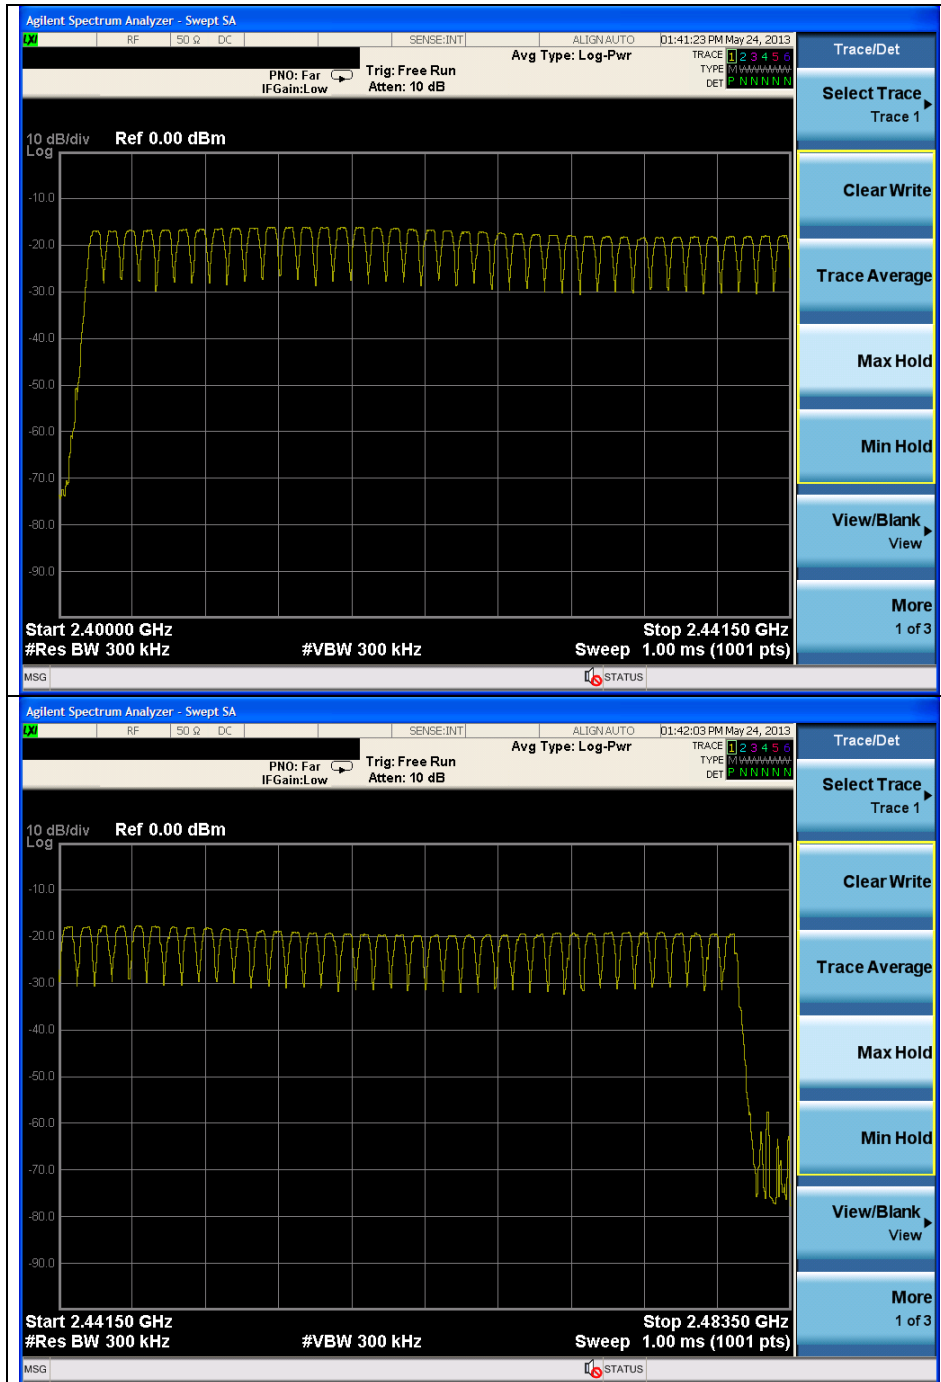 Agilent Spectrum Analyzer - Swept SA
LXI RF 50 Ω DC SENSE:INT ALIGN AUTO 01:41:23 PM May 24, 2013
Avg Type: Log-Pwr TRACE 1 2 3 4 5 6
PNO: Far Trig: Free Run TYPE M W W W W W
IFGain:Low Atten: 10 dB DET P N N N N N
10 dB/div Ref 0.00 dBm
Log
-10.0
-20.0
-30.0
-40.0
-50.0
-60.0
-70.0
-80.0
-90.0
Start 2.40000 GHz Stop 2.44150 GHz
#Res BW 300 kHz #VBW 300 kHz Sweep 1.00 ms (1001 pts)
MSG STATUS
Trace/Det
Select Trace
Trace 1
Clear Write
Trace Average
Max Hold
Min Hold
View/Blank
View
More
1 of 3
Agilent Spectrum Analyzer - Swept SA
LXI RF 50 Ω DC SENSE:INT ALIGN AUTO 01:42:03 PM May 24, 2013
Avg Type: Log-Pwr TRACE 1 2 3 4 5 6
PNO: Far Trig: Free Run TYPE M W W W W W
IFGain:Low Atten: 10 dB DET P N N N N N
10 dB/div Ref 0.00 dBm
Log
-10.0
-20.0
-30.0
-40.0
-50.0
-60.0
-70.0
-80.0
-90.0
Start 2.44150 GHz Stop 2.48350 GHz
#Res BW 300 kHz #VBW 300 kHz Sweep 1.00 ms (1001 pts)
MSG STATUS
Trace/Det
Select Trace
Trace 1
Clear Write
Trace Average
Max Hold
Min Hold
View/Blank
View
More
1 of 3